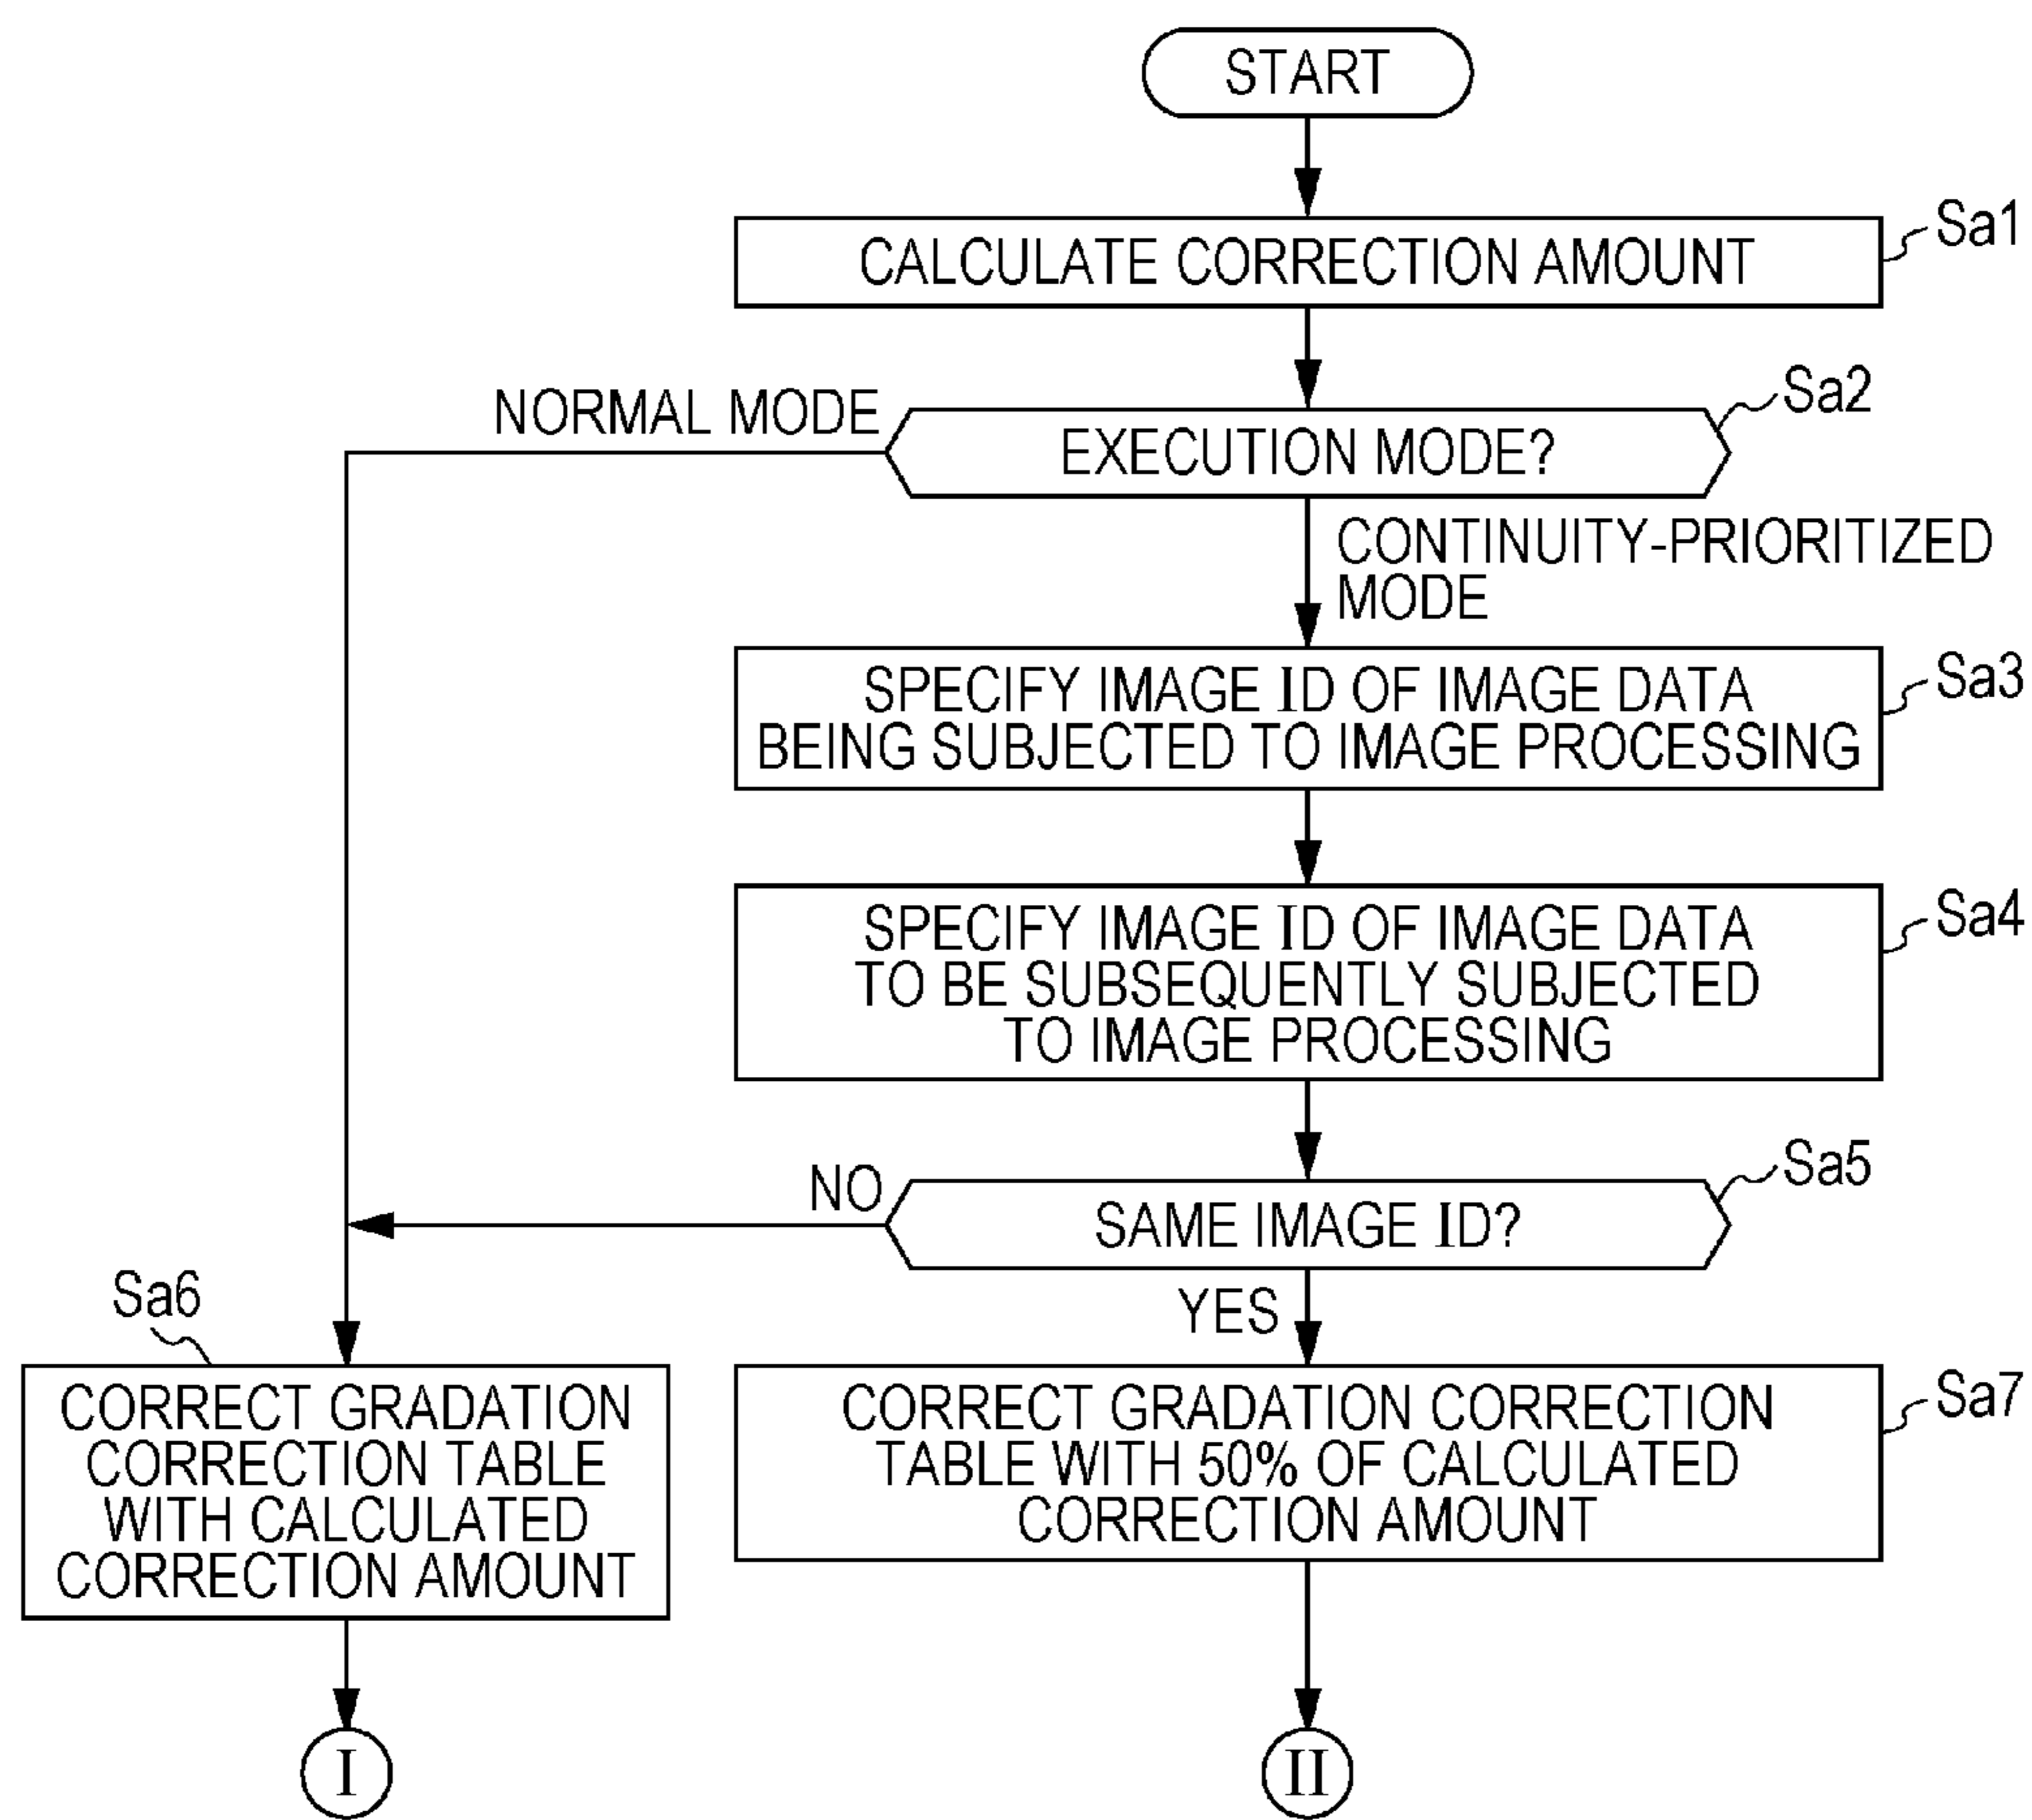 START
CALCULATE CORRECTION AMOUNT
Sa1
NORMAL MODE
EXECUTION MODE?
Sa2
CONTINUITY-PRIORITIZED
MODE
SPECIFY IMAGE ID OF IMAGE DATA
BEING SUBJECTED TO IMAGE PROCESSING
Sa3
SPECIFY IMAGE ID OF IMAGE DATA
TO BE SUBSEQUENTLY SUBJECTED
TO IMAGE PROCESSING
Sa4
NO
SAME IMAGE ID?
Sa5
YES
Sa6
CORRECT GRADATION
CORRECTION TABLE
WITH CALCULATED
CORRECTION AMOUNT
CORRECT GRADATION CORRECTION
TABLE WITH 50% OF CALCULATED
CORRECTION AMOUNT
Sa7
I
II